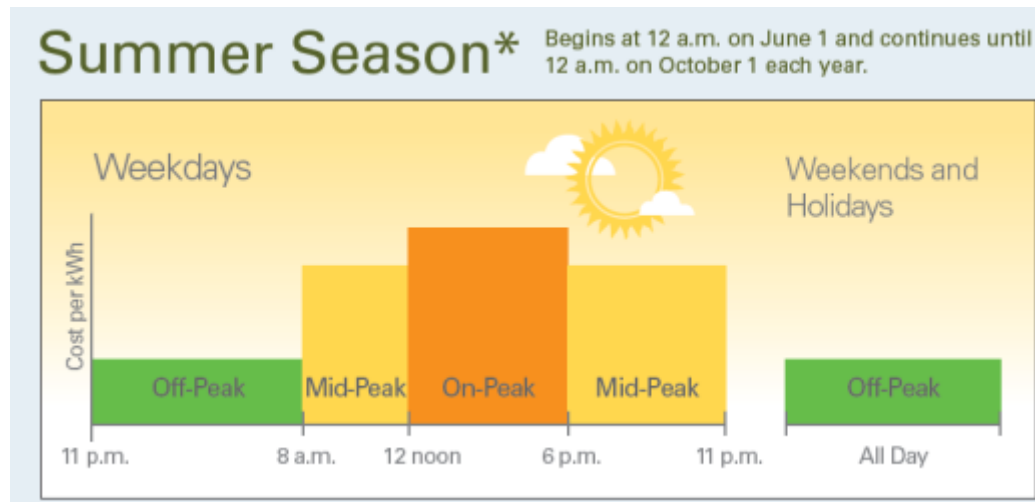 Summer Season*
Begins at 12 a.m. on June 1 and continues until
12 a.m. on October 1 each year.
Weekdays
Weekends and
Holidays
Cost per kWh
Off-Peak
Mid-Peak
On-Peak
Mid-Peak
Off-Peak
11 p.m.
8 a.m.
12 noon
6 p.m.
11 p.m.
All Day